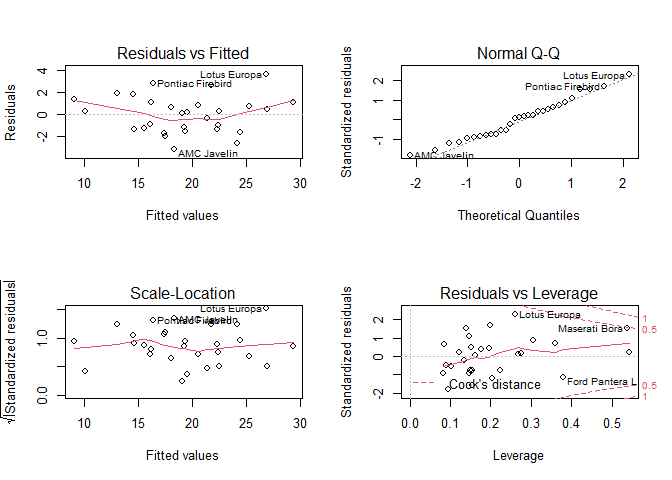 Residuals vs Fitted
Residuals
4
2
0
-2
Lotus Europa
Pontiac Firebird
AMC Javelin
10 15 20 25 30
Fitted values
Normal Q-Q
Standardized residuals
2
1
-1
Lotus Europa
Pontiac Firebird
AMC Javelin
-2 -1 0 1 2
Theoretical Quantiles
Scale-Location
√|Standardized residuals|
1.0
0.0
Lotus Europa
Pontiac Firebird
AMC Javelin
10 15 20 25 30
Fitted values
Residuals vs Leverage
Standardized residuals
2
1
0
-2
Lotus Europa
Maserati Bora
Ford Pantera L
Cook's distance
1
0.5
0.5
1
0.0 0.1 0.2 0.3 0.4 0.5
Leverage